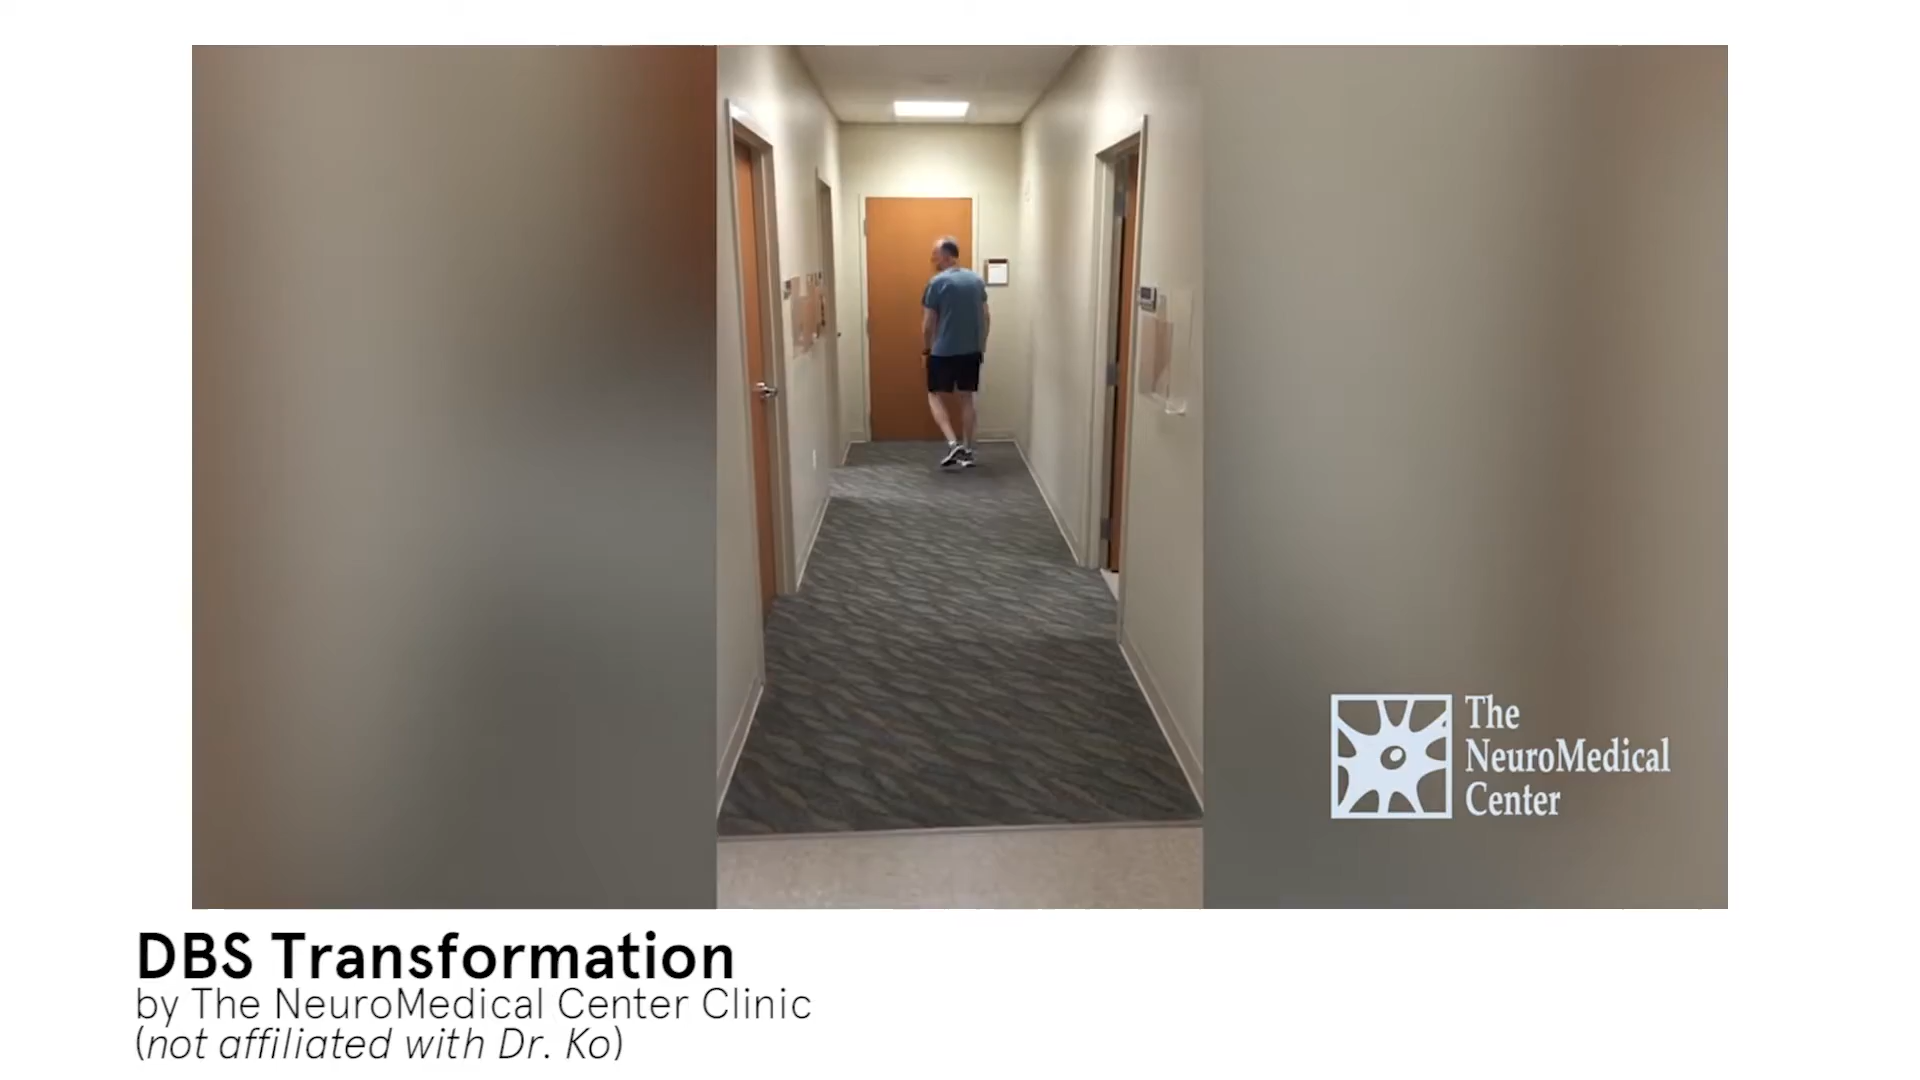 The
NeuroMedical
Center
DBS Transformation
by The NeuroMedical Center Clinic
(not affiliated with Dr. Ko)